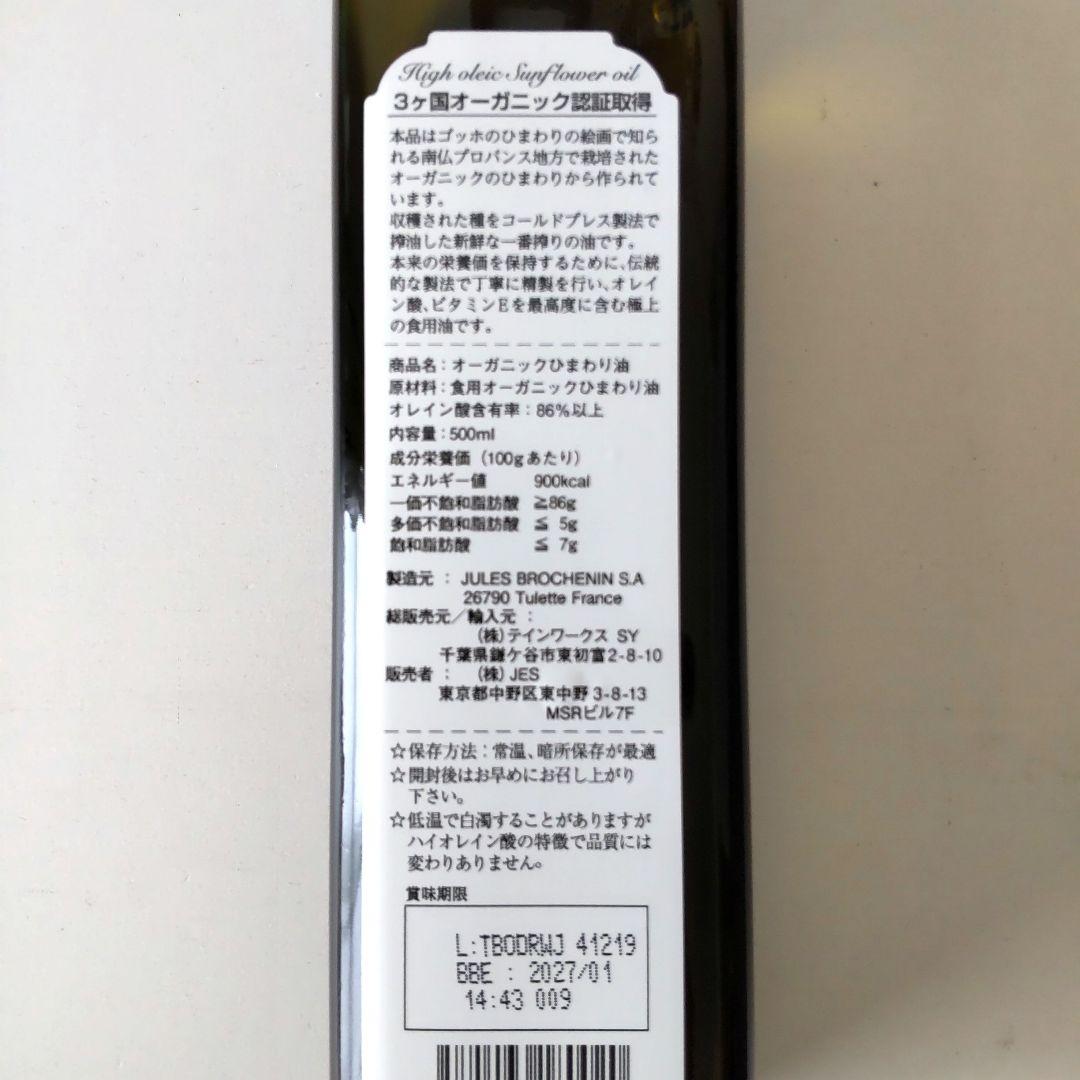 High oleic Sunflower oil
3ヶ国オーガニック認証取得
本品はゴッホのひまわりの絵画で知ら
れる南仏プロバンス地方で栽培された
オーガニックのひまわりから作られて
います。
収穫された種をコールドプレス製法で
搾油した新鮮な一番搾りの油です。
本来の栄養価を保持するために、伝統
的な製法で丁寧に精製を行い、オレイ
ン酸、ビタミンEを最高度に含む極上
の食用油です。
商品名：オーガニックひまわり油
原材料：食用オーガニックひまわり油
オレイン酸含有率：86%以上
内容量：500ml
成分栄養価（100gあたり）
エネルギー値 900kcal
一価不飽和脂肪酸 ≧86g
多価不飽和脂肪酸 ≦ 5g
飽和脂肪酸 ≦ 7g
製造元 ： JULES BROCHENIN S.A
26790 Tulette France
総販売元／輸入元 ：
（株）テインワークス SY
千葉県鎌ケ谷市東初富2-8-10
販売者 ： （株）JES
東京都中野区東中野3-8-13
MSRビル7F
☆保存方法：常温、暗所保存が最適
☆開封後はお早めにお召し上がり
下さい。
☆低温で白濁することがありますが
ハイオレイン酸の特徴で品質には
変わりありません。
賞味期限
L:TBODRWJ 41219
BBE : 2027/01
14:43 009